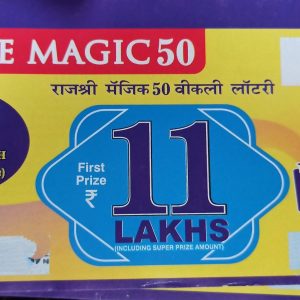 E MAGIC 50
राजश्री मॅजिक 50 वीकली लॉटरी
First
Prize
₹
11
LAKHS
(INCLUDING SUPER PRIZE AMOUNT)